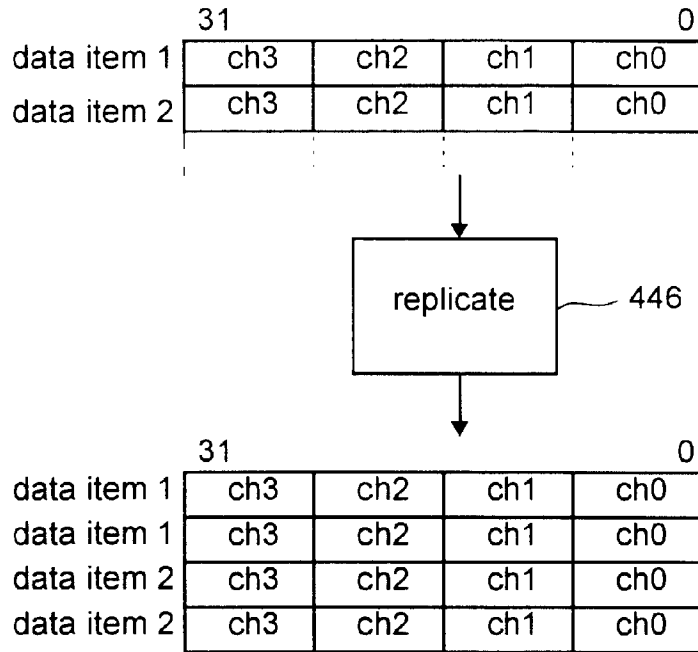 31 0
data item 1 ch3 ch2 ch1 ch0
data item 2 ch3 ch2 ch1 ch0
replicate 446
31 0
data item 1 ch3 ch2 ch1 ch0
data item 1 ch3 ch2 ch1 ch0
data item 2 ch3 ch2 ch1 ch0
data item 2 ch3 ch2 ch1 ch0